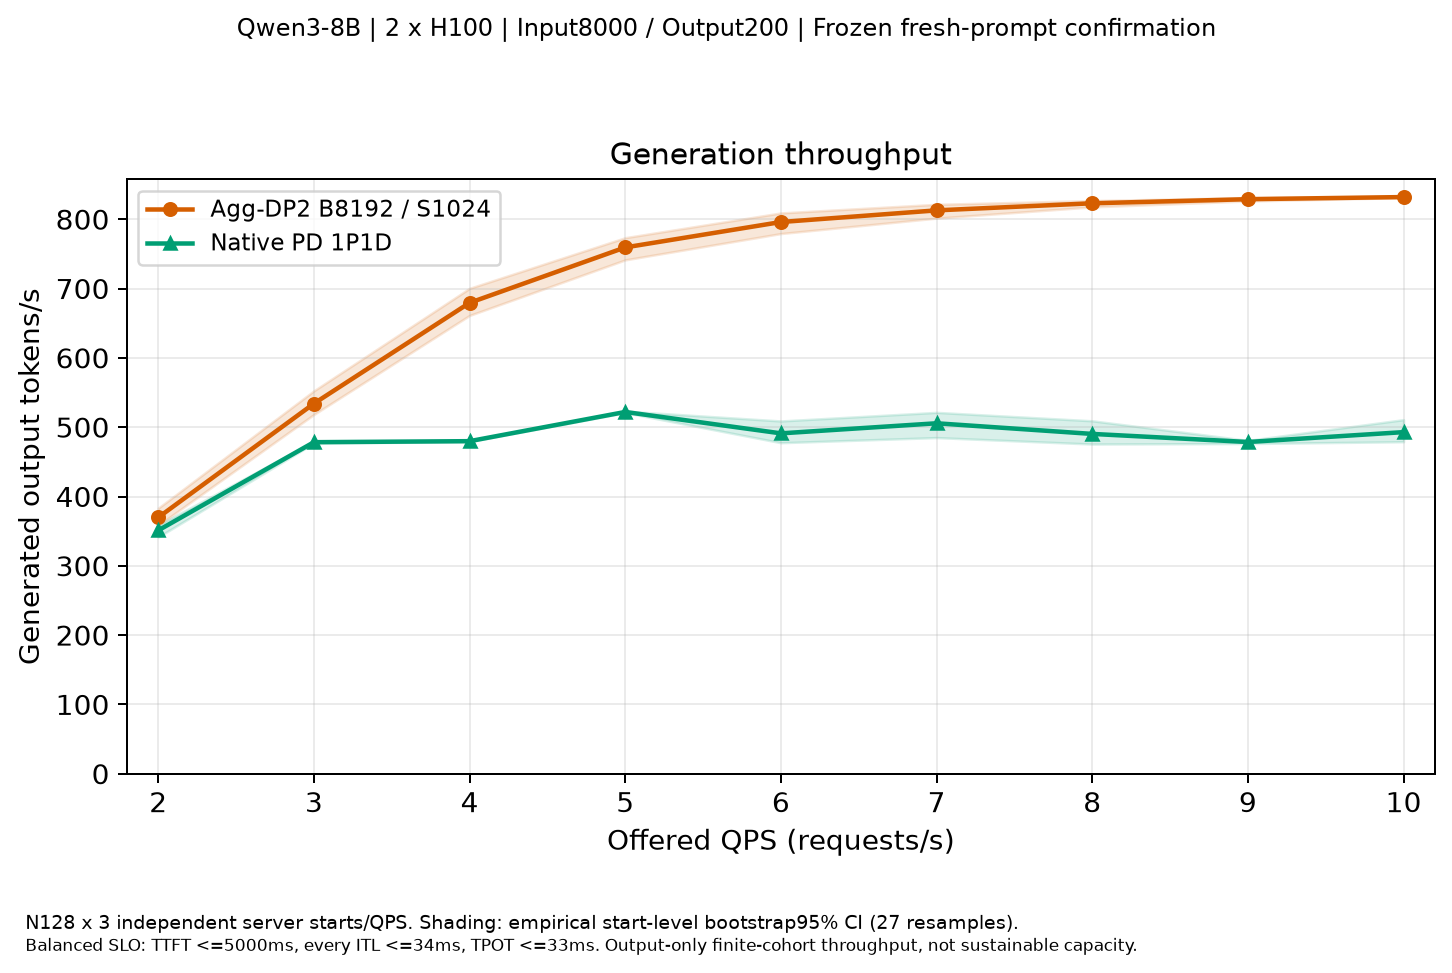 Qwen3-8B | 2 x H100 | Input8000 / Output200 | Frozen fresh-prompt confirmation
Generation throughput
Agg-DP2 B8192 / S1024
Native PD 1P1D
Generated output tokens/s
800
700
600
500
400
300
200
100
0
2 3 4 5 6 7 8 9 10
Offered QPS (requests/s)
N128 x 3 independent server starts/QPS. Shading: empirical start-level bootstrap95% CI (27 resamples).
Balanced SLO: TTFT <=5000ms, every ITL <=34ms, TPOT <=33ms. Output-only finite-cohort throughput, not sustainable capacity.